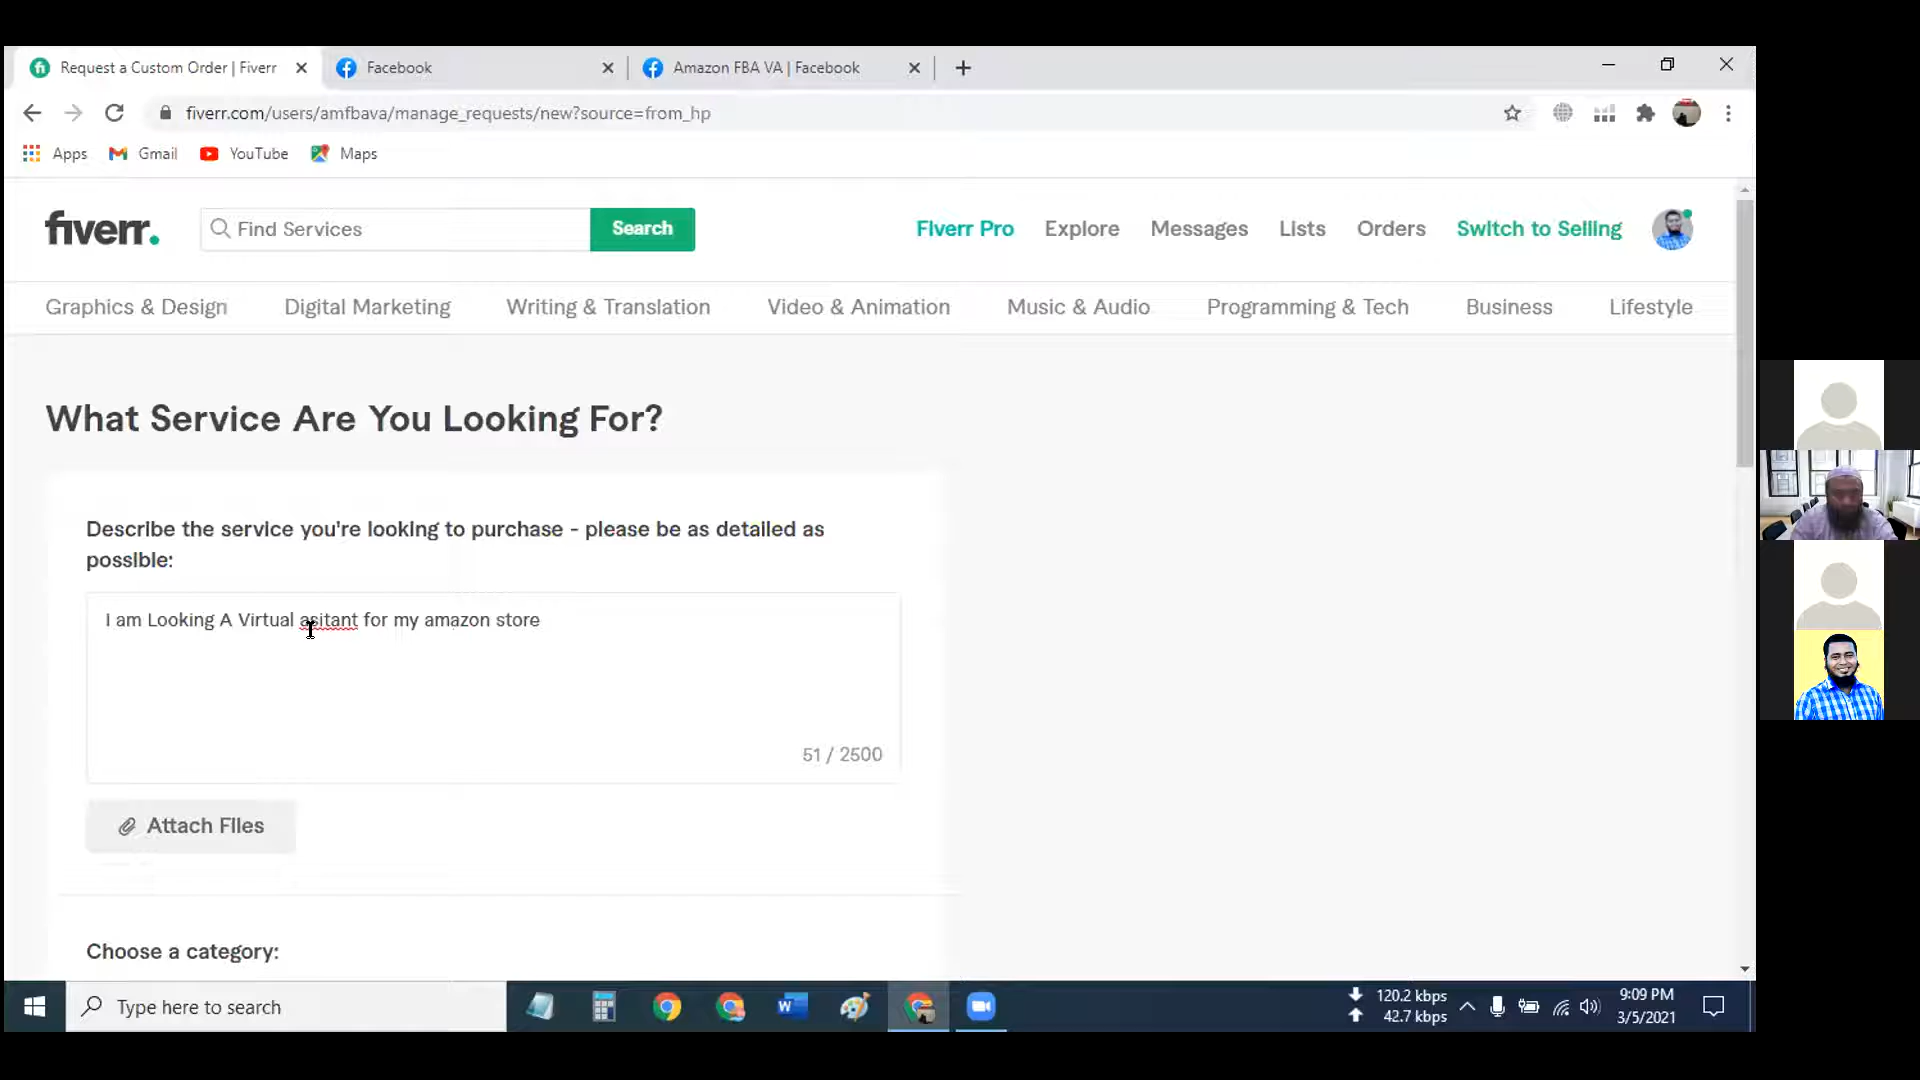 Request a Custom Order | Fiverr
Facebook
Amazon FBA VA | Facebook
fiverr.com/users/amfbava/manage_requests/new?source=from_hp
Apps
Gmail
YouTube
Maps
fiverr.
Find Services
Search
Fiverr Pro
Explore
Messages
Lists
Orders
Switch to Selling
Graphics & Design
Digital Marketing
Writing & Translation
Video & Animation
Music & Audio
Programming & Tech
Business
Lifestyle
What Service Are You Looking For?
Describe the service you're looking to purchase - please be as detailed as
possible:
I am Looking A Virtual asitant for my amazon store
51 / 2500
Attach Files
Choose a category:
Type here to search
120.2 kbps
42.7 kbps
9:09 PM
3/5/2021